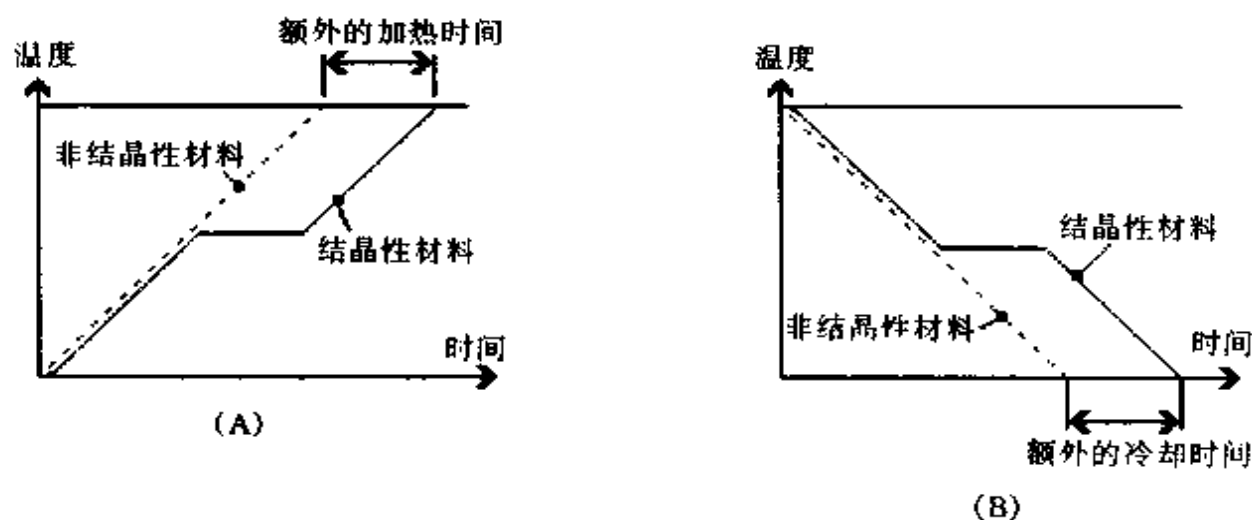 额外的加热时间
温度
非结晶性材料
结晶性材料
时间
(A)
温度
结晶性材料
非结晶性材料
时间
额外的冷却时间
(B)